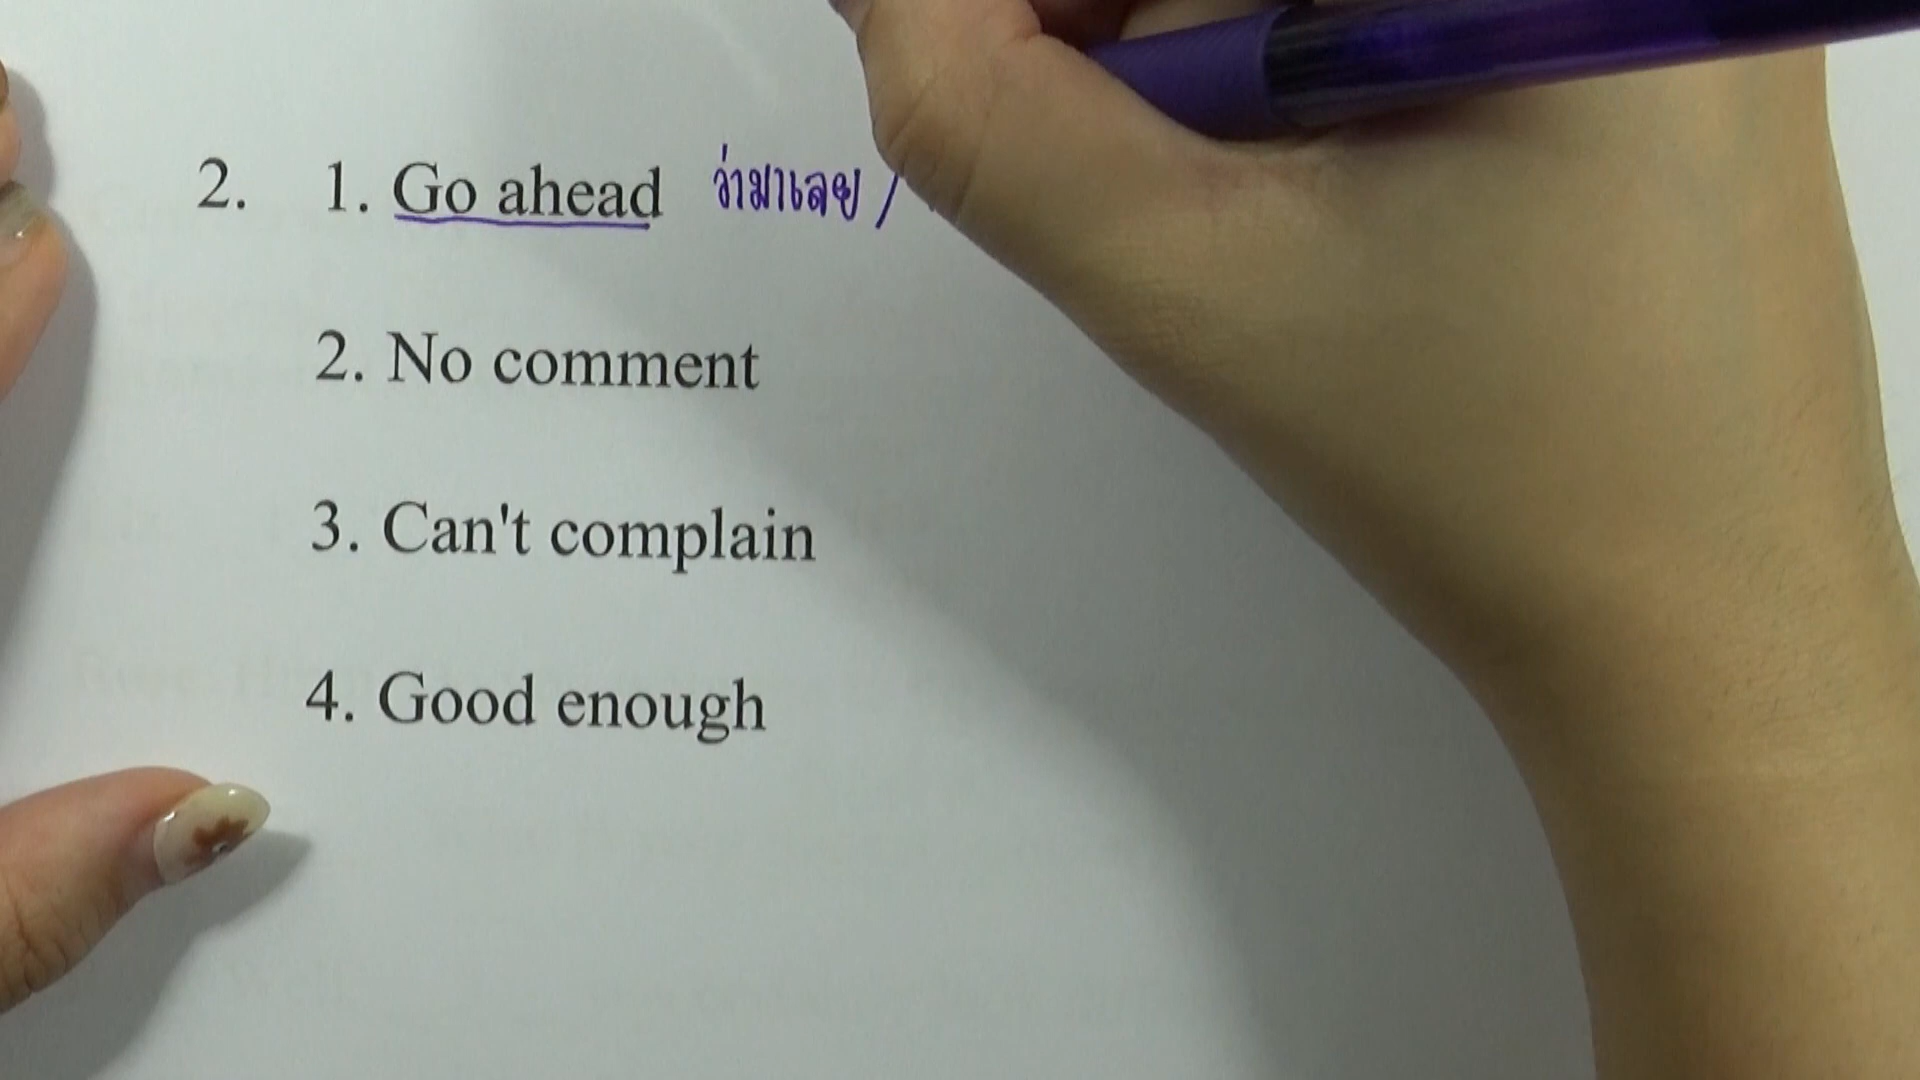 2. 1. Go ahead ว่ามาเลย /
2. No comment
3. Can't complain
4. Good enough